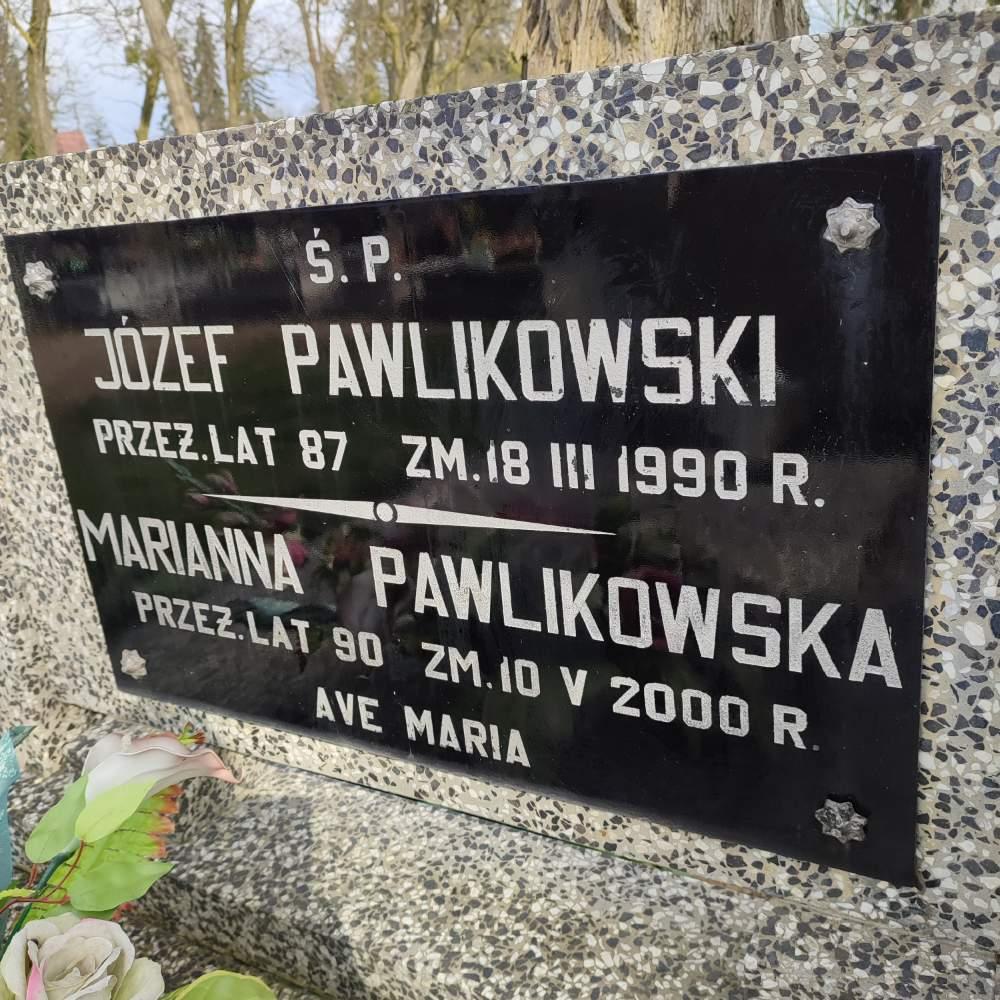 Ś. P.
JÓZEF PAWLIKOWSKI
PRZEŻ. LAT 87 ZM. 18 III 1990 R.
MARIANNA PAWLIKOWSKA
PRZEŻ. LAT 90 ZM. 10 V 2000 R.
AVE MARIA